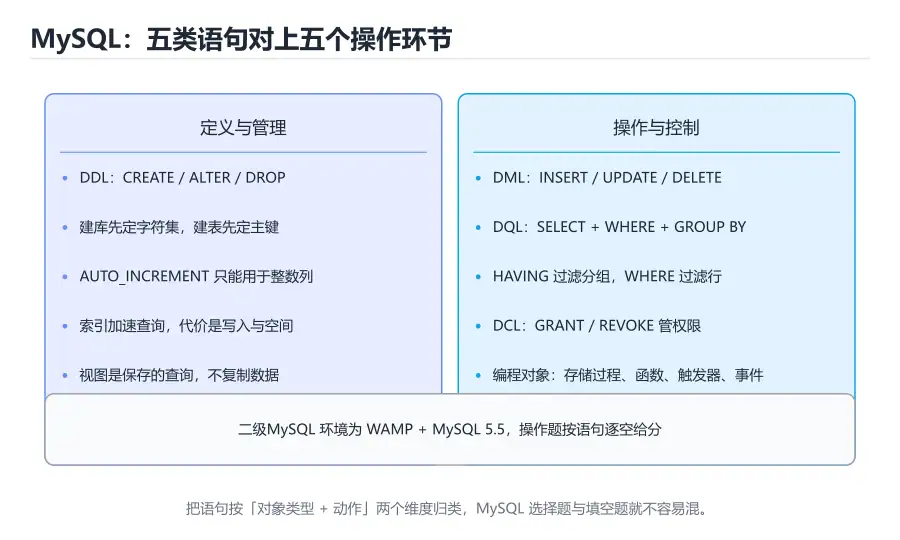 MySQL：五类语句对上五个操作环节
定义与管理
DDL：CREATE / ALTER / DROP
建库先定字符集，建表先定主键
AUTO_INCREMENT 只能用于整数列
索引加速查询，代价是写入与空间
视图是保存的查询，不复制数据
操作与控制
DML：INSERT / UPDATE / DELETE
DQL：SELECT + WHERE + GROUP BY
HAVING 过滤分组，WHERE 过滤行
DCL：GRANT / REVOKE 管权限
编程对象：存储过程、函数、触发器、事件
二级MySQL 环境为 WAMP + MySQL 5.5，操作题按语句逐空给分
把语句按「对象类型 + 动作」两个维度归类，MySQL 选择题与填空题就不容易混。